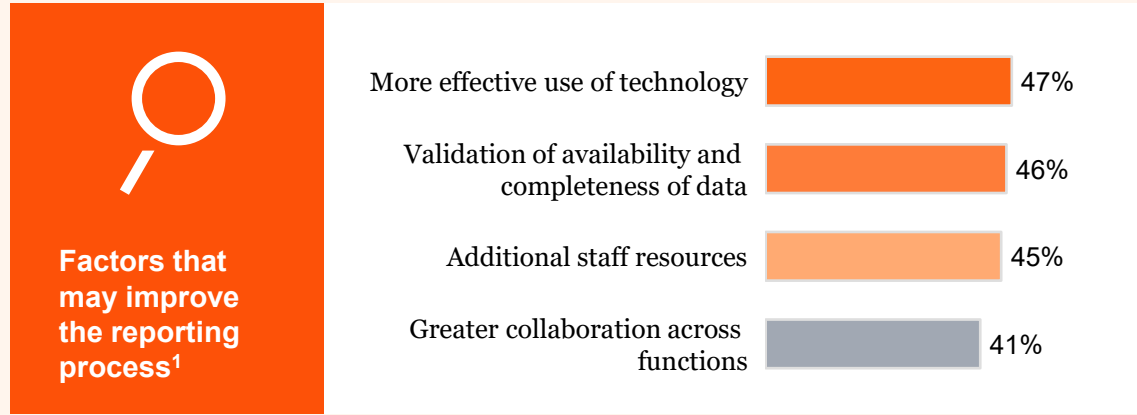 Factors that
may improve
the reporting
process¹
More effective use of technology
47%
Validation of availability and
completeness of data
46%
Additional staff resources
45%
Greater collaboration across
functions
41%